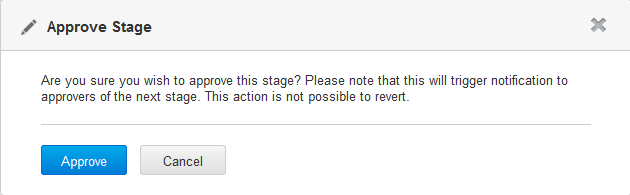 Approve Stage
Are you sure you wish to approve this stage? Please note that this will trigger notification to
approvers of the next stage. This action is not possible to revert.
Approve Cancel